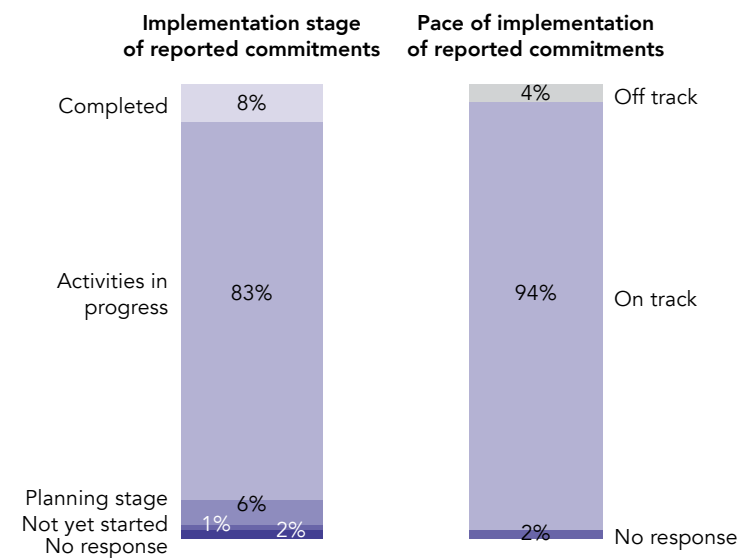 Implementation stage
of reported commitments
Completed
8%
Activities in
progress
83%
Planning stage
6%
Not yet started
1%
No response
2%
Pace of implementation
of reported commitments
4%
Off track
94%
On track
2%
No response